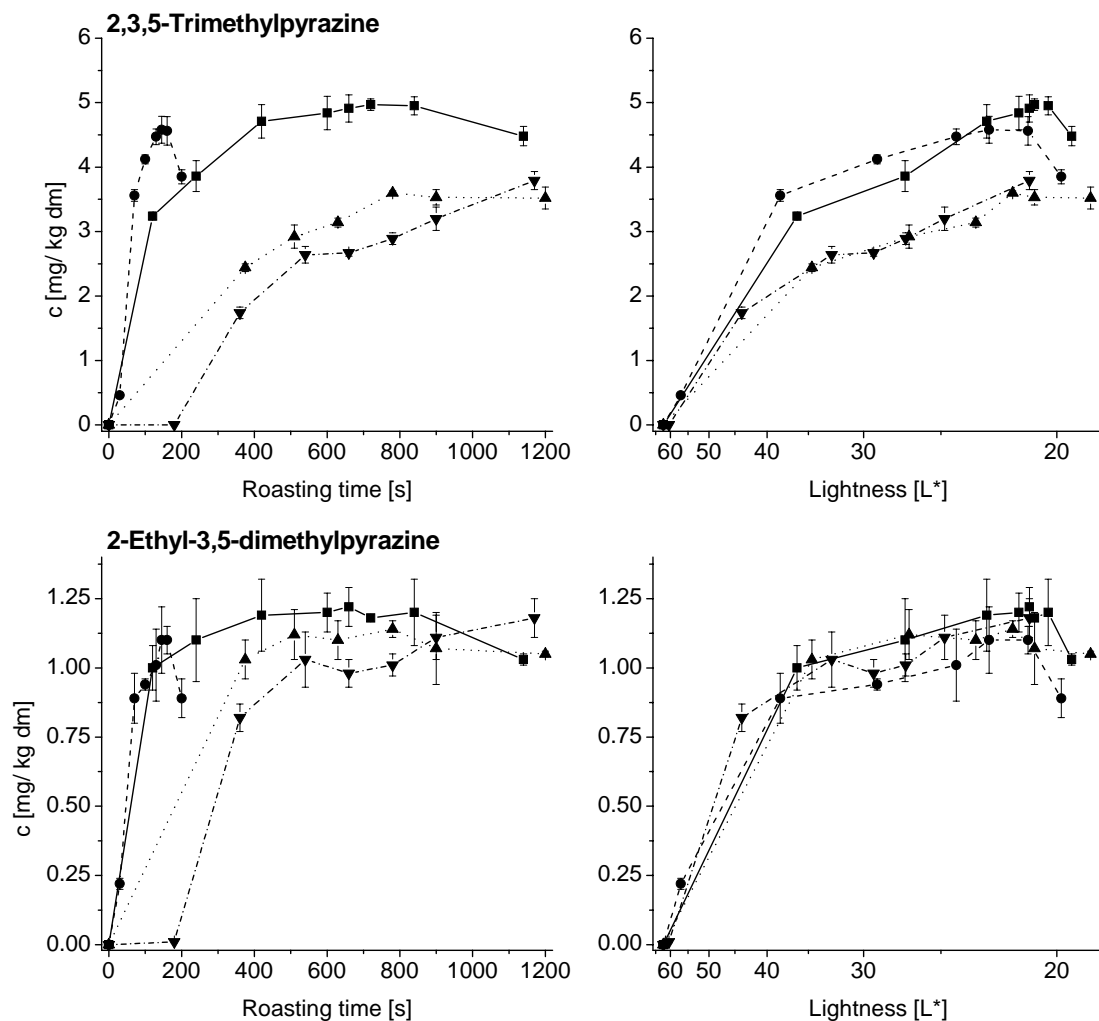 2,3,5-Trimethylpyrazine
c [mg/ kg dm]
6
5
4
3
2
1
0
0 200 400 600 800 1000 1200
Roasting time [s]
6
5
4
3
2
1
0
60 50 40 30 20
Lightness [L*]
2-Ethyl-3,5-dimethylpyrazine
c [mg/ kg dm]
1.25
1.00
0.75
0.50
0.25
0.00
0 200 400 600 800 1000 1200
Roasting time [s]
1.25
1.00
0.75
0.50
0.25
0.00
60 50 40 30 20
Lightness [L*]